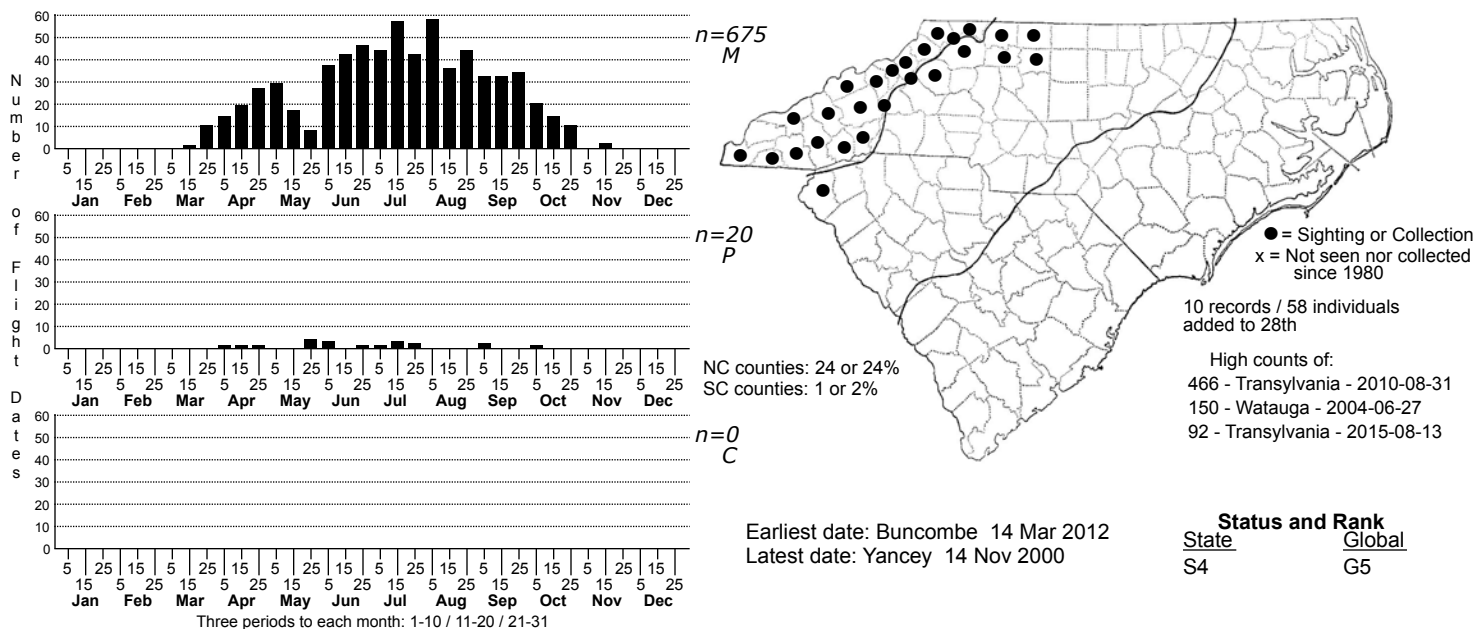 Number of Flight Dates
60
50
40
30
20
10
0
n=675
M
5 25 15 5 25 15 5 25 15 5 25 15 5 25 15 5 25
15 5 25 15 5 25 15 5 25 15 5 25 15 5 25 15 5 25 15
Jan Feb Mar Apr May Jun Jul Aug Sep Oct Nov Dec
60
50
40
30
20
10
0
n=20
P
5 25 15 5 25 15 5 25 15 5 25 15 5 25 15 5 25
15 5 25 15 5 25 15 5 25 15 5 25 15 5 25 15 5 25 15
Jan Feb Mar Apr May Jun Jul Aug Sep Oct Nov Dec
60
50
40
30
20
10
0
n=0
C
5 25 15 5 25 15 5 25 15 5 25 15 5 25 15 5 25
15 5 25 15 5 25 15 5 25 15 5 25 15 5 25 15 5 25 15
Jan Feb Mar Apr May Jun Jul Aug Sep Oct Nov Dec
Three periods to each month: 1-10 / 11-20 / 21-31
= Sighting or Collection
x = Not seen nor collected
since 1980
10 records / 58 individuals
added to 28th
NC counties: 24 or 24%
SC counties: 1 or 2%
High counts of:
466 - Transylvania - 2010-08-31
150 - Watauga - 2004-06-27
92 - Transylvania - 2015-08-13
Earliest date: Buncombe 14 Mar 2012
Latest date: Yancey 14 Nov 2000
Status and Rank
State Global
S4 G5